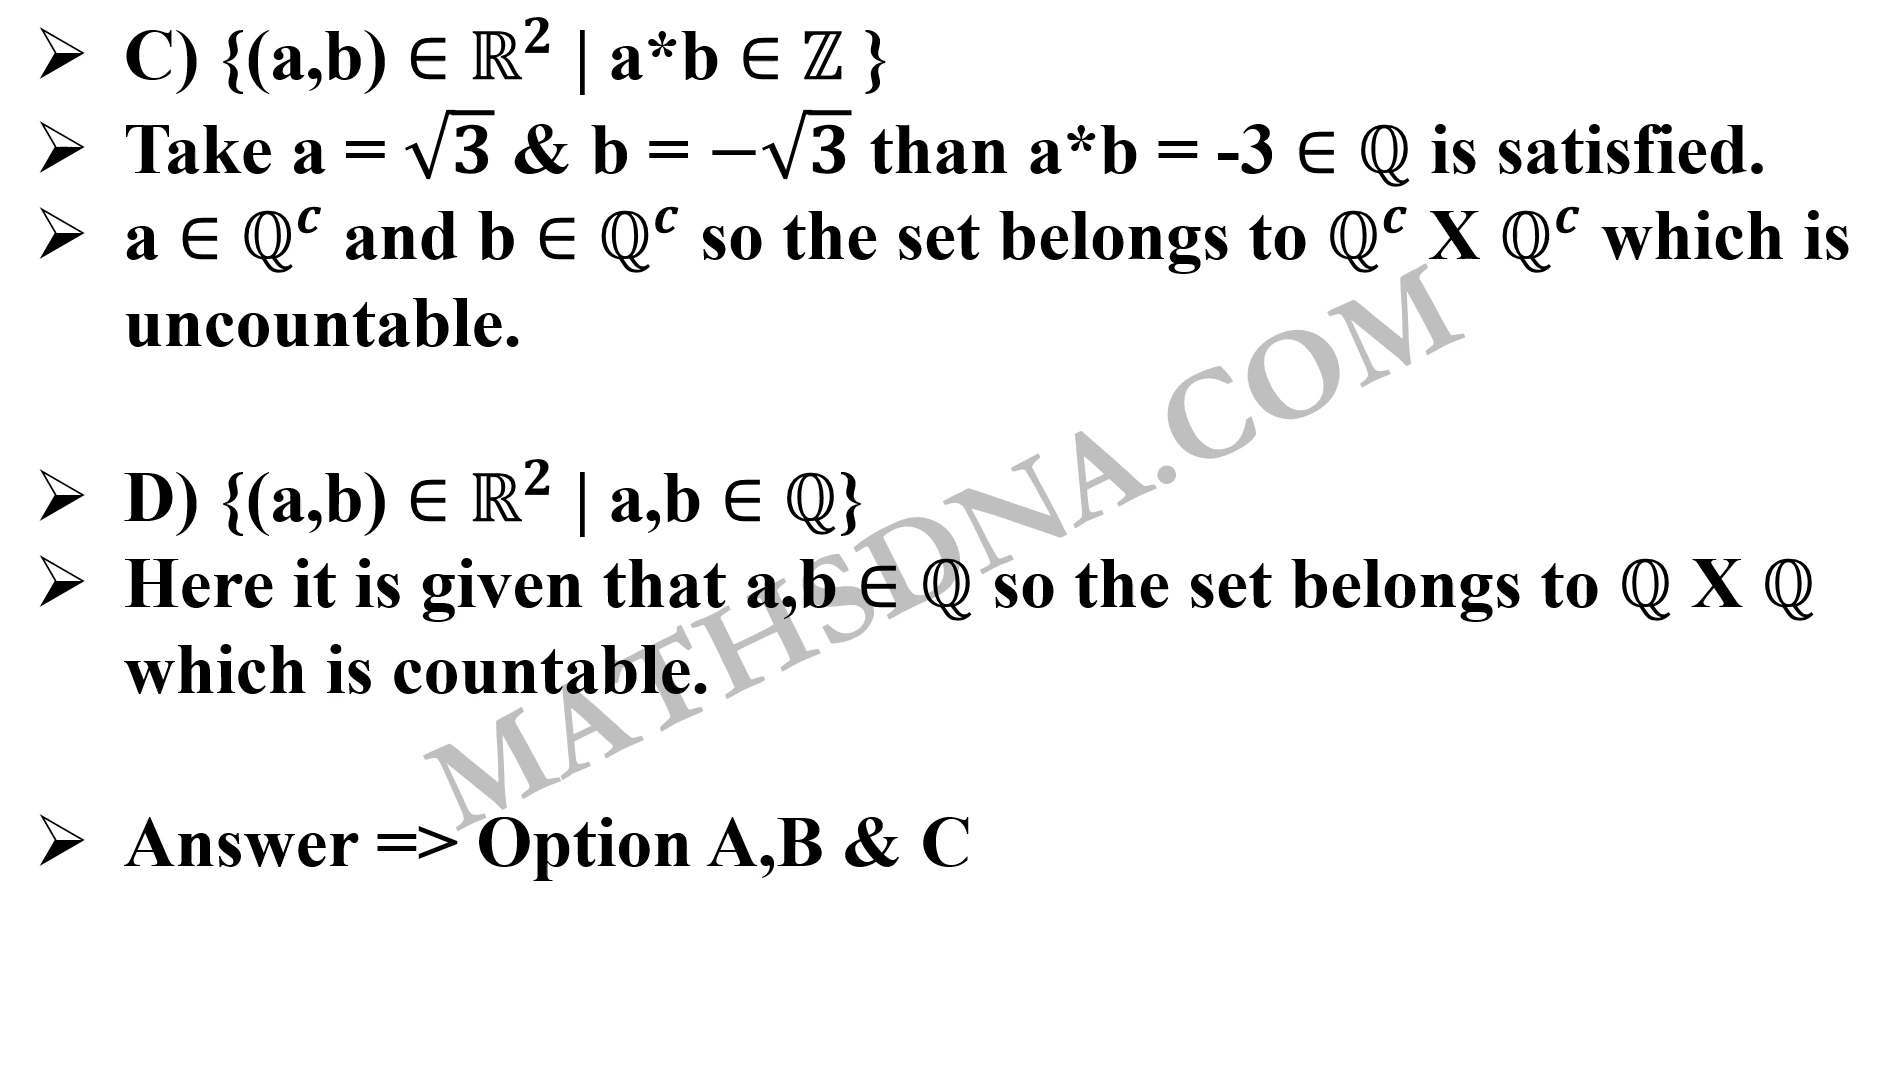 ➢ C) {(a,b) ∈ ℝ² | a*b ∈ ℤ }
➢ Take a = √3 & b = −√3 than a*b = -3 ∈ ℚ is satisfied.
➢ a ∈ ℚᶜ and b ∈ ℚᶜ so the set belongs to ℚᶜ X ℚᶜ which is
uncountable.
➢ D) {(a,b) ∈ ℝ² | a,b ∈ ℚ}
➢ Here it is given that a,b ∈ ℚ so the set belongs to ℚ X ℚ
which is countable.
➢ Answer => Option A,B & C
MATHSDNA.COM